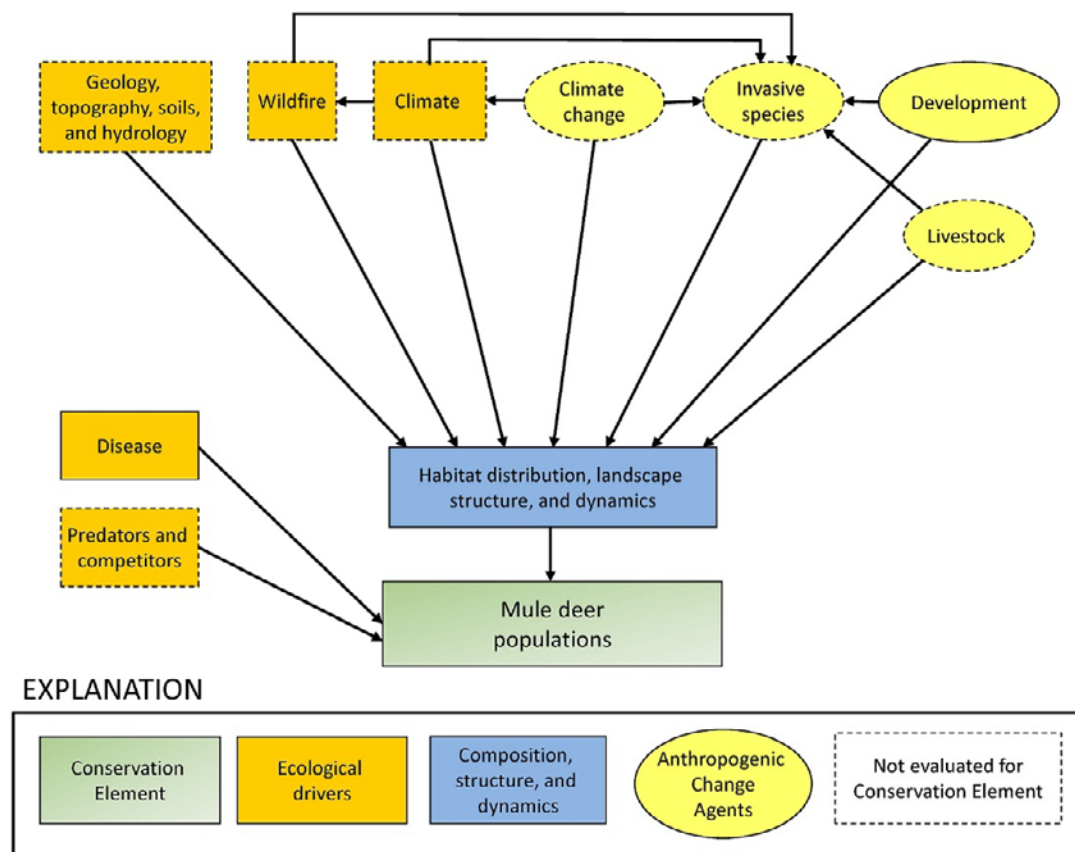 Geology,
topography, soils,
and hydrology
Wildfire
Climate
Climate
change
Invasive
species
Development
Livestock
Disease
Predators and
competitors
Habitat distribution, landscape
structure, and dynamics
Mule deer
populations
EXPLANATION
Conservation
Element
Ecological
drivers
Composition,
structure, and
dynamics
Anthropogenic
Change
Agents
Not evaluated for
Conservation Element